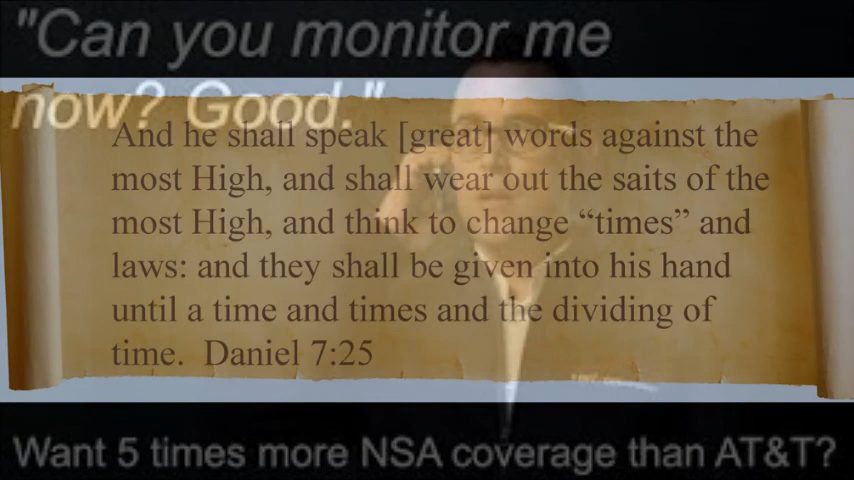 "Can you monitor me
now? Good."
And he shall speak [great] words against the
most High, and shall wear out the saits of the
most High, and think to change “times” and
laws: and they shall be given into his hand
until a time and times and the dividing of
time. Daniel 7:25
Want 5 times more NSA coverage than AT&T?